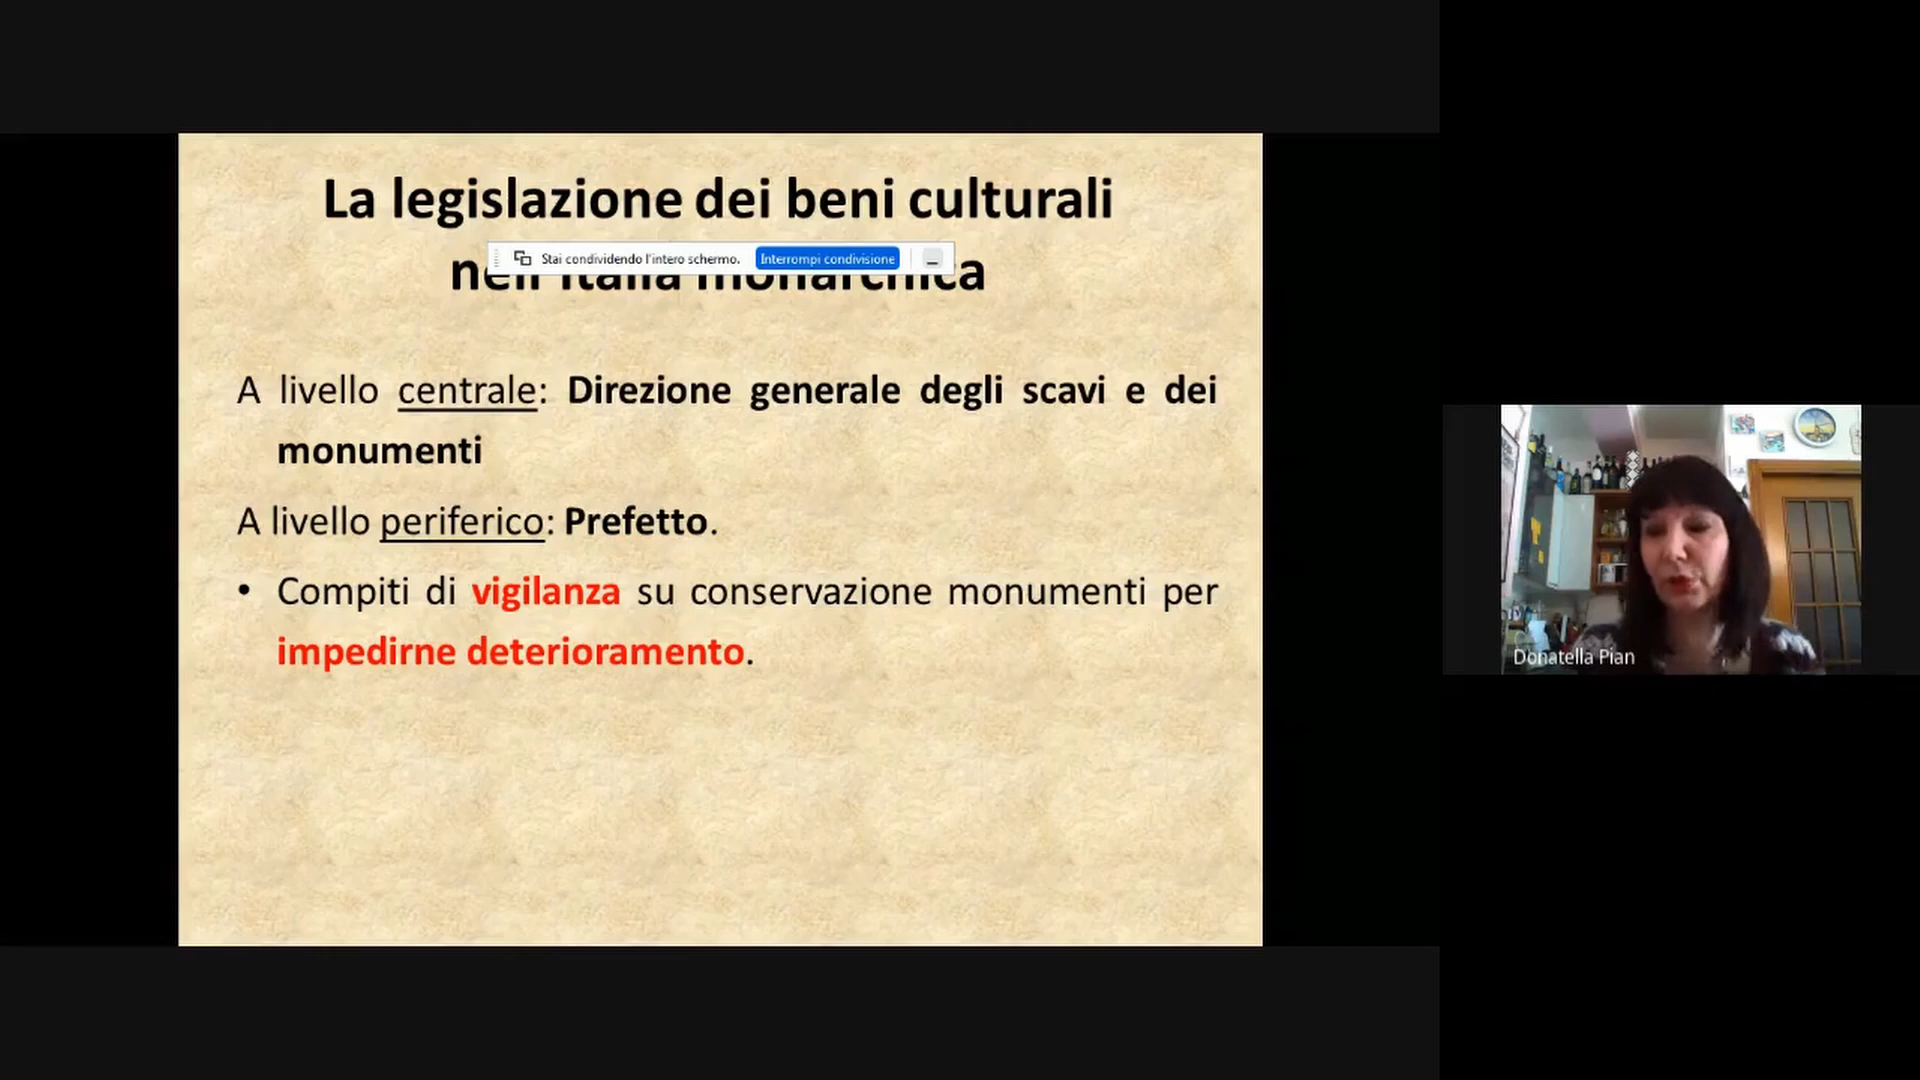 La legislazione dei beni culturali
Stai condividendo l'intero schermo. Interrompi condivisione
nell'Italia monarchica
A livello centrale: Direzione generale degli scavi e dei
monumenti
A livello periferico: Prefetto.
• Compiti di vigilanza su conservazione monumenti per
impedirne deterioramento.
Donatella Pian